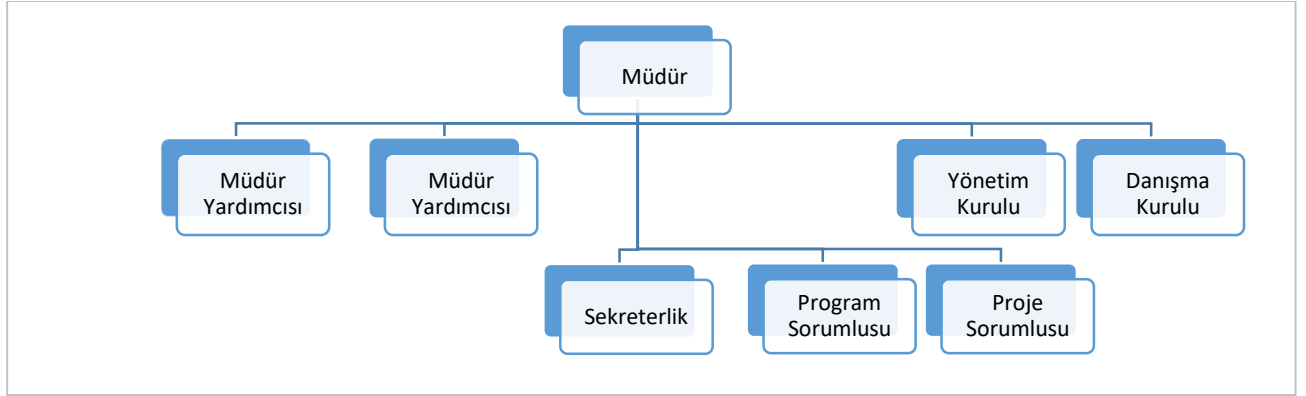 Müdür
Müdür
Yardımcısı
Müdür
Yardımcısı
Yönetim
Kurulu
Danışma
Kurulu
Sekreterlik
Program
Sorumlusu
Proje
Sorumlusu